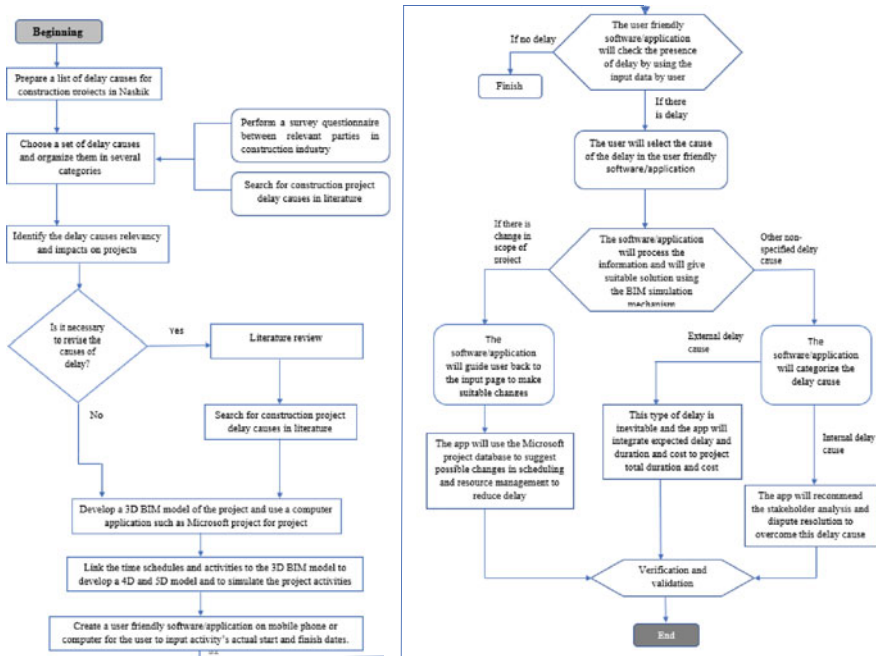 Beginning
Prepare a list of delay causes for
construction projects in Nashik
Choose a set of delay causes
and organize them in several
categories
Perform a survey questionnaire
between relevant parties in
construction industry
Search for construction project
delay causes in literature
Identify the delay causes relevancy
and impacts on projects
Is it necessary
to revise the
causes of
delay?
Yes
Literature review
Search for construction project
delay causes in literature
No
Develop a 3D BIM model of the project and use a computer
application such as Microsoft project for project
Link the time schedules and activities to the 3D BIM model to
develop a 4D and 5D model and to simulate the project activities
Create a user friendly software/application on mobile phone or
computer for the user to input activity's actual start and finish dates.
The user friendly
software/application
will check the presence
of delay by using the
input data by user
If no delay
Finish
If there
is delay
The user will select the cause
of the delay in the user friendly
software/application
If there is
change in
scope of
project
The software/application
will process the
information and will give
suitable solution using
the BIM simulation
mechanism
Other non-
specified delay
cause
The
software/application
will guide user back to
the input page to make
suitable changes
External delay
cause
The
software/application
will categorize the
delay cause
The app will use the Microsoft
project database to suggest
possible changes in scheduling
and resource management to
reduce delay
This type of delay is
inevitable and the app will
integrate expected delay and
duration and cost to project
total duration and cost
Internal delay
cause
The app will recommend
the stakeholder analysis and
dispute resolution to
overcome this delay cause
Verification and
validation
End